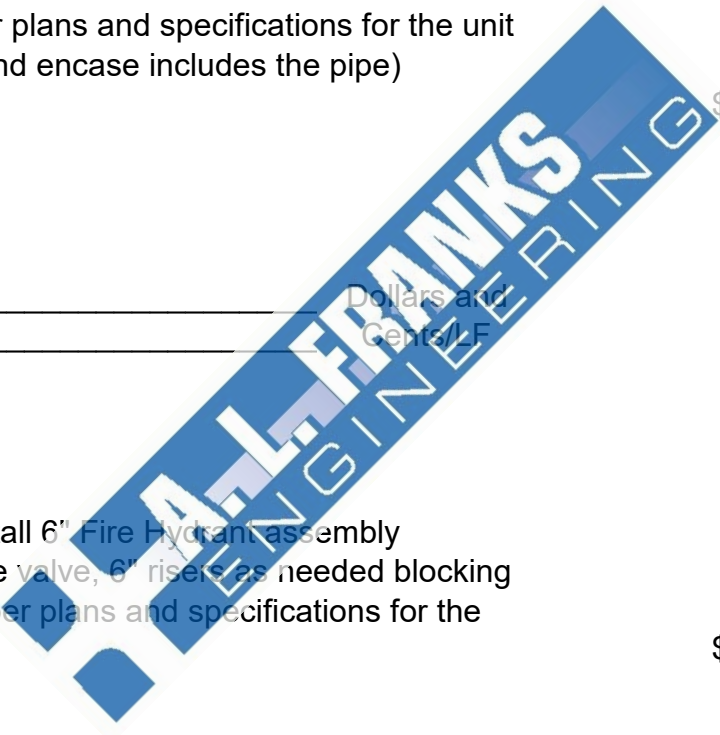 r plans and specifications for the unit
nd encase includes the pipe)
$
A. L. FRANKS
ENGINEERING
Dollars and
Cents/LF
all 6" Fire Hydrant assembly
e valve, 6" risers as needed blocking
er plans and specifications for the
$